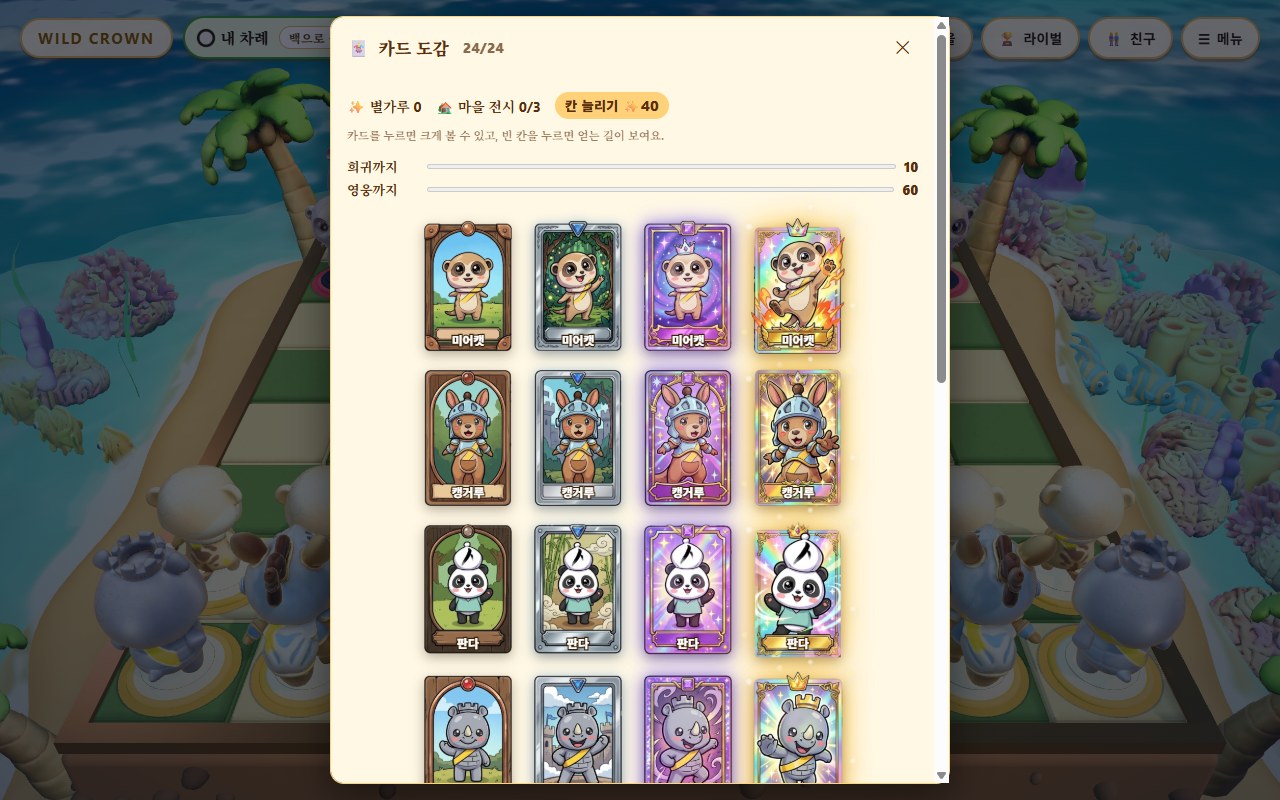 WILD CROWN
내 차례
백으로
라이벌
친구
☰ 메뉴
카드 도감 24/24
별가루 0 마을 전시 0/3 칸 늘리기 40
카드를 누르면 크게 볼 수 있고, 빈 칸을 누르면 얻는 길이 보여요.
희귀까지 10
영웅까지 60
미어캣 미어캣 미어캣 미어캣
캥거루 캥거루 캥거루 캥거루
판다 판다 판다 판다